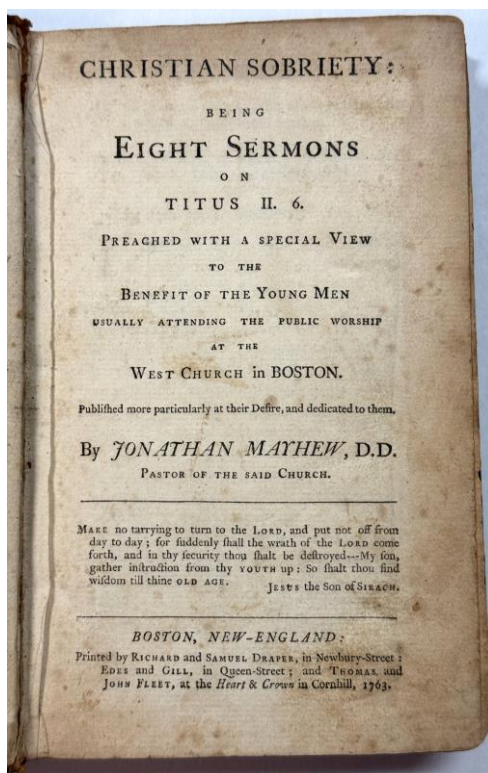 CHRISTIAN SOBRIETY:
BEING
EIGHT SERMONS
ON
TITUS II. 6.
PREACHED WITH A SPECIAL VIEW
TO THE
BENEFIT OF THE YOUNG MEN
USUALLY ATTENDING THE PUBLIC WORSHIP
AT THE
WEST CHURCH in BOSTON.
Publiſhed more particularly at their Deſire, and dedicated to them.
By JONATHAN MAYHEW, D.D.
PASTOR OF THE SAID CHURCH.
MAKE no tarrying to turn to the LORD, and put not off from
day to day; for ſuddenly ſhall the wrath of the LORD come
forth, and in thy ſecurity thou ſhalt be deſtroyed---My ſon,
gather inſtruction from thy YOUTH up: So ſhalt thou find
wiſdom till thine OLD AGE.
JESUS the Son of SIRACH.
BOSTON, NEW-ENGLAND:
Printed by RICHARD and SAMUEL DRAPER, in Newbury-Street:
EDES and GILL, in Queen-Street; and THOMAS and
JOHN FLEET, at the Heart & Crown in Cornhill, 1763.